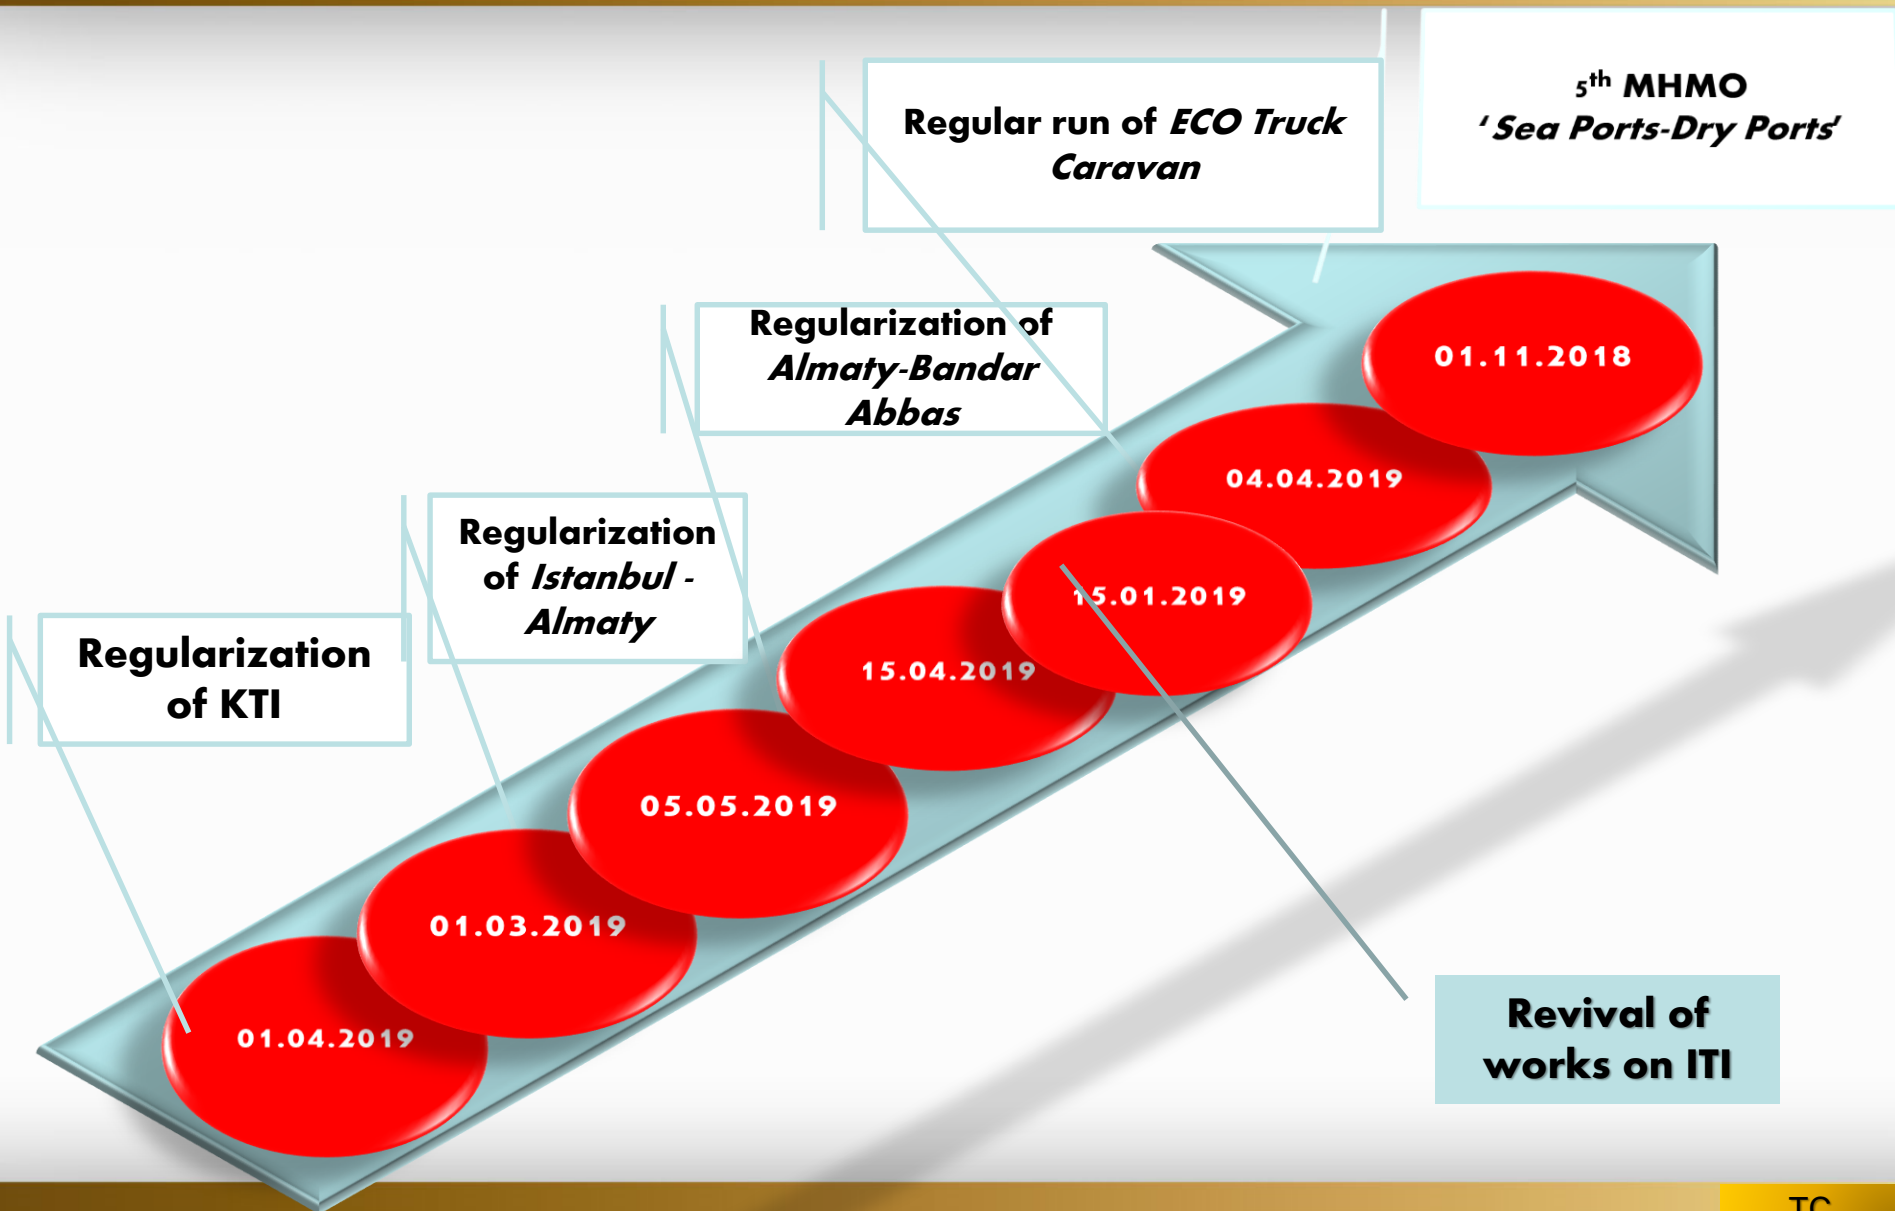 5th MHMO
‘Sea Ports-Dry Ports’
Regular run of ECO Truck
Caravan
Regularization of
Almaty-Bandar
Abbas
01.11.2018
04.04.2019
Regularization
of Istanbul -
Almaty
15.01.2019
Regularization
of KTI
15.04.2019
05.05.2019
01.03.2019
01.04.2019
Revival of
works on ITI
TC